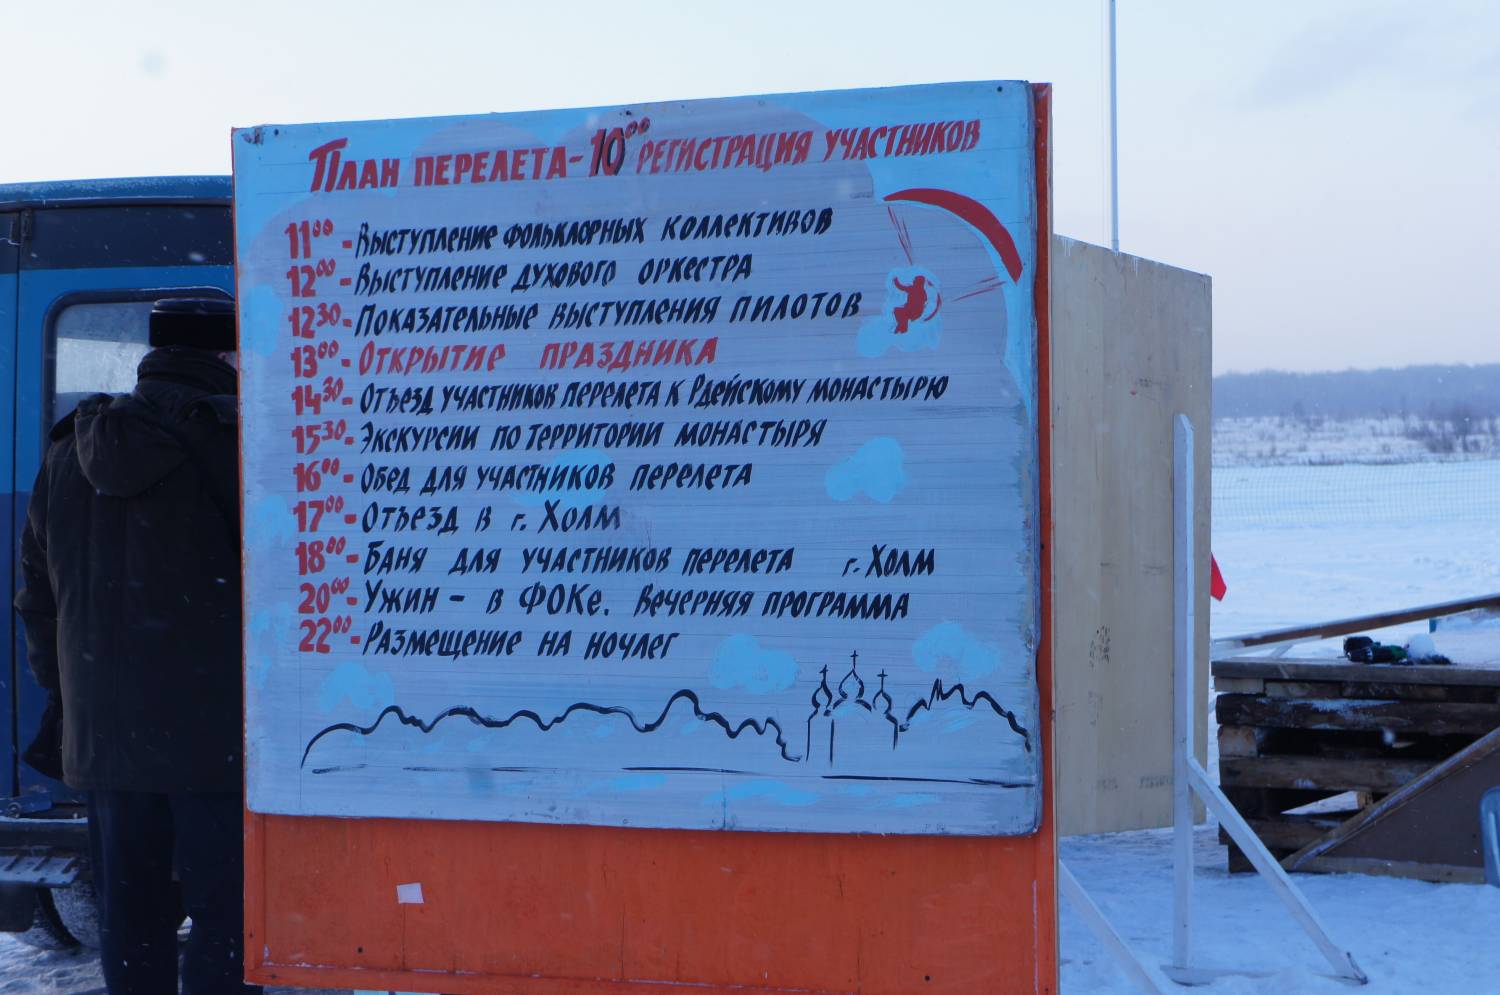 План перелета - 10⁰⁰ регистрация участников
11⁰⁰ - Выступление фольклорных коллективов
12⁰⁰ - Выступление духового оркестра
12³⁰ - Показательные выступления пилотов
13⁰⁰ - Открытие праздника
14³⁰ - Отъезд участников перелета к Рдейскому монастырю
15³⁰ - Экскурсии по территории монастыря
16⁰⁰ - Обед для участников перелета
17⁰⁰ - Отъезд в г. Холм
18⁰⁰ - Баня для участников перелета г. Холм
20⁰⁰ - Ужин - в ФОКе. Вечерняя программа
22⁰⁰ - Размещение на ночлег